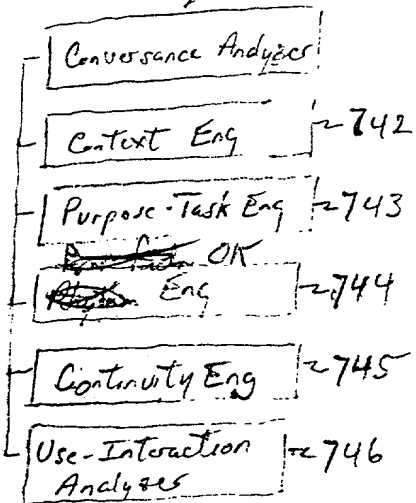 Conversance Analyzer
Context Eng 742
Purpose-Task Eng 743
OK
Eng 744
Continuity Eng 745
Use-Interaction 746
Analyzer